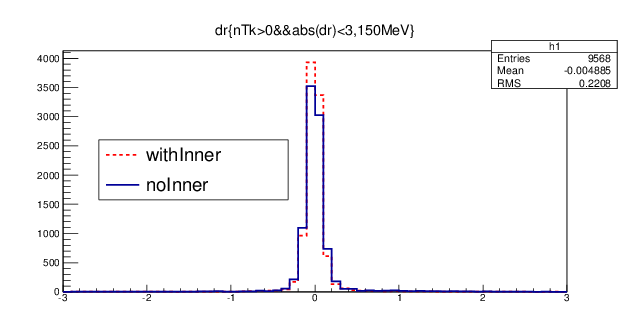 dr{nTk>0&&abs(dr)<3,150MeV}
h1
Entries 9568
Mean -0.004885
RMS 0.2208
4000
3500
3000
2500
2000
1500
1000
500
0
withInner
noInner
-3 -2 -1 0 1 2 3